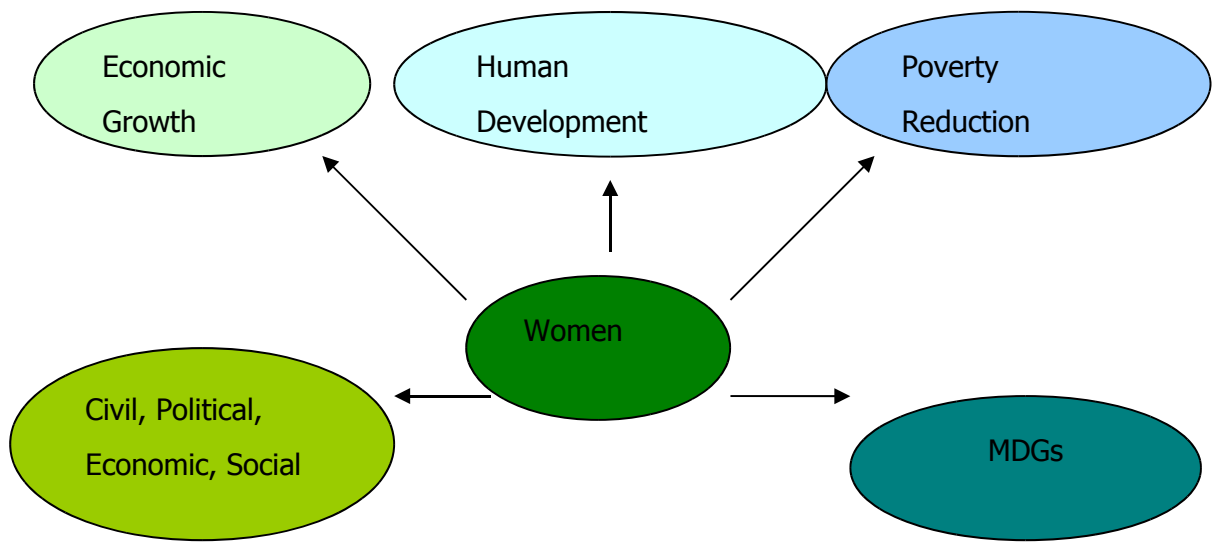 Economic
Growth
Human
Development
Poverty
Reduction
Women
Civil, Political,
Economic, Social
MDGs